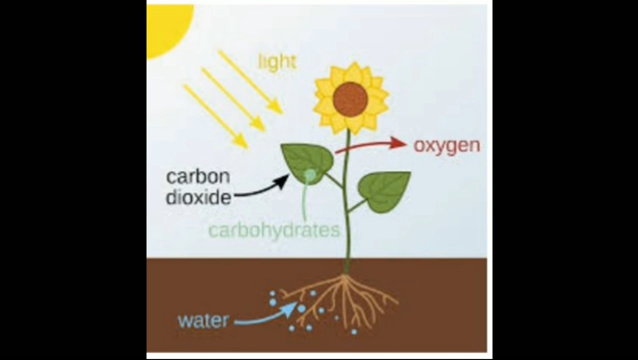 light
oxygen
carbon
dioxide
carbohydrates
water